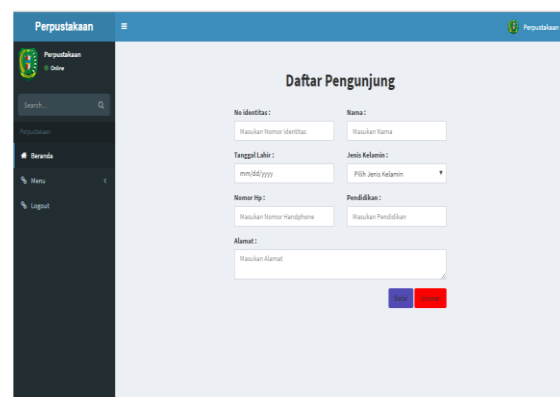 Perpustakaan
Perpustakaan
Perpustakaan
Online
Search...
Perpustakaan
Beranda
Menu
Logout
Daftar Pengunjung
No identitas : Nama :
Masukan Nomor identitac Masukan Nama
Tanggal Lahir : Jenis Kelamin :
mm/dd/yyyy Pilih Jenis Kelamin
Nomor Hp : Pendidikan :
Masukan Nomor Handphone Masukan Pendidikan
Alamat :
Masukan Alamat